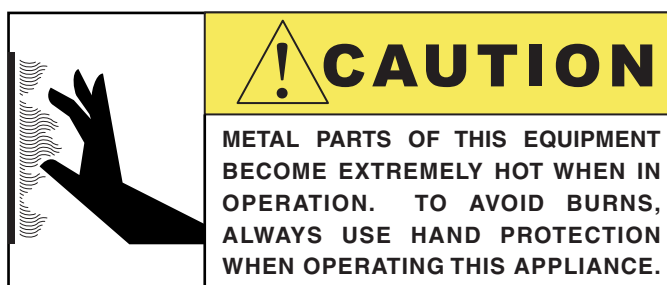 CAUTION
METAL PARTS OF THIS EQUIPMENT
BECOME EXTREMELY HOT WHEN IN
OPERATION. TO AVOID BURNS,
ALWAYS USE HAND PROTECTION
WHEN OPERATING THIS APPLIANCE.